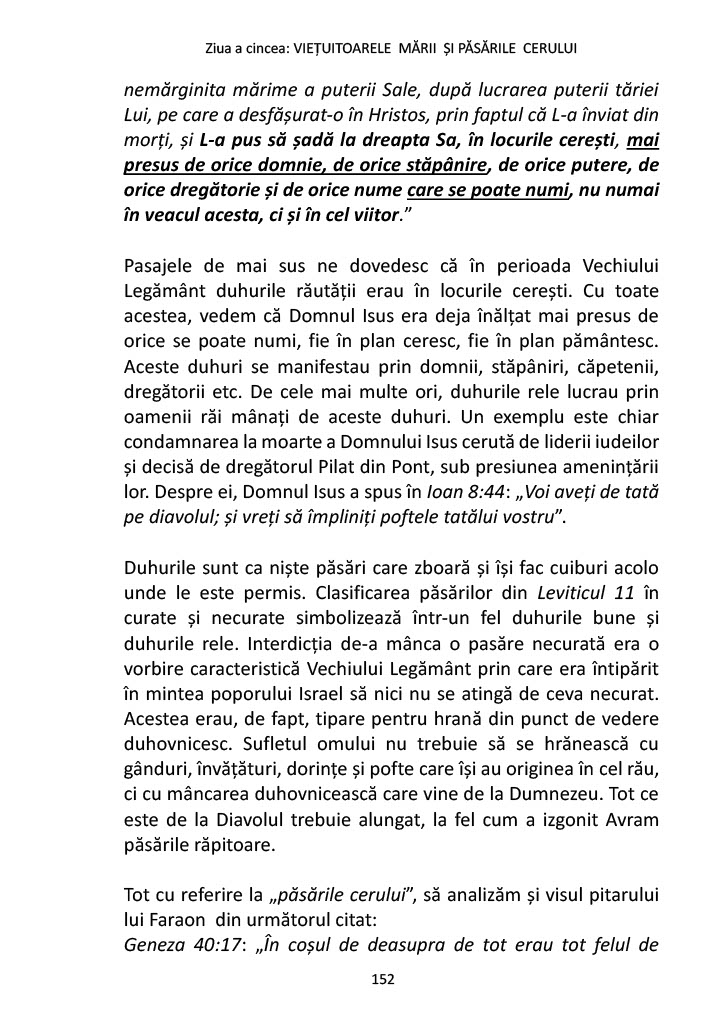 Ziua a cincea: VIEȚUITOARELE MĂRII ȘI PĂSĂRILE CERULUI
nemărginita mărime a puterii Sale, după lucrarea puterii tăriei
Lui, pe care a desfășurat-o în Hristos, prin faptul că L-a înviat din
morți, și L-a pus să șadă la dreapta Sa, în locurile cerești, mai
presus de orice domnie, de orice stăpânire, de orice putere, de
orice dregătorie și de orice nume care se poate numi, nu numai
în veacul acesta, ci și în cel viitor.”
Pasajele de mai sus ne dovedesc că în perioada Vechiului
Legământ duhurile răutății erau în locurile cerești. Cu toate
acestea, vedem că Domnul Isus era deja înălțat mai presus de
orice se poate numi, fie în plan ceresc, fie în plan pământesc.
Aceste duhuri se manifestau prin domnii, stăpâniri, căpetenii,
dregătorii etc. De cele mai multe ori, duhurile rele lucrau prin
oamenii răi mânați de aceste duhuri. Un exemplu este chiar
condamnarea la moarte a Domnului Isus cerută de liderii iudeilor
și decisă de dregătorul Pilat din Pont, sub presiunea amenințării
lor. Despre ei, Domnul Isus a spus în Ioan 8:44: „Voi aveți de tată
pe diavolul; și vreți să împliniți poftele tatălui vostru”.
Duhurile sunt ca niște păsări care zboară și își fac cuiburi acolo
unde le este permis. Clasificarea păsărilor din Leviticul 11 în
curate și necurate simbolizează într-un fel duhurile bune și
duhurile rele. Interdicția de-a mânca o pasăre necurată era o
vorbire caracteristică Vechiului Legământ prin care era întipărit
în mintea poporului Israel să nici nu se atingă de ceva necurat.
Acestea erau, de fapt, tipare pentru hrană din punct de vedere
duhovnicesc. Sufletul omului nu trebuie să se hrănească cu
gânduri, învățături, dorințe și pofte care își au originea în cel rău,
ci cu mâncarea duhovnicească care vine de la Dumnezeu. Tot ce
este de la Diavolul trebuie alungat, la fel cum a izgonit Avram
păsările răpitoare.
Tot cu referire la „păsările cerului”, să analizăm și visul pitarului
lui Faraon din următorul citat:
Geneza 40:17: „În coșul de deasupra de tot erau tot felul de
152